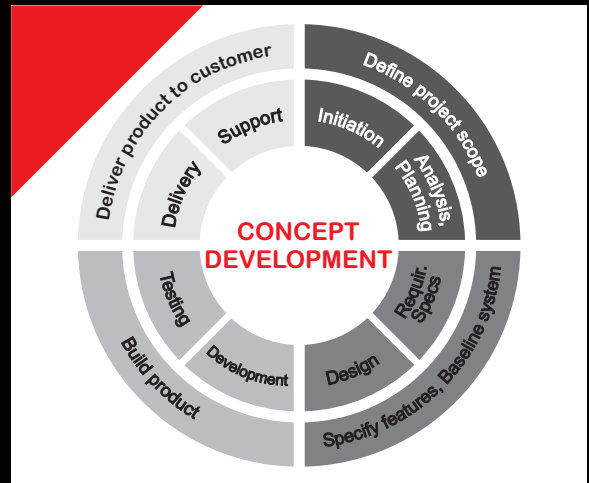 Define project scope
Initiation
Analysis,
Planning
Specify features, Baseline system
Requir.
Specs
Design
Build product
Development
Testing
Deliver product to customer
Delivery
Support
CONCEPT
DEVELOPMENT